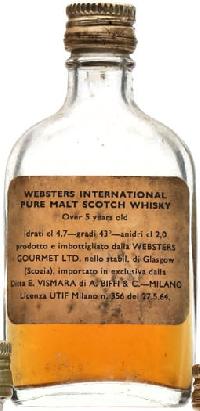 WEBSTERS INTERNATIONAL
PURE MALT SCOTCH WHISKY
Over 5 years old
idrati cl 4,7—gradi 43°—anidri cl 2,0
prodotto e imbottigliato dalla WEBSTERS
GOURMET LTD. nello stabil. di Glasgow
(Scozia), importato in exclusiva dalla
Ditta E. VISMARA di A. BIFFI & C.—MILANO
Licenza UTIF Milano n. 356 del 27.5.64.